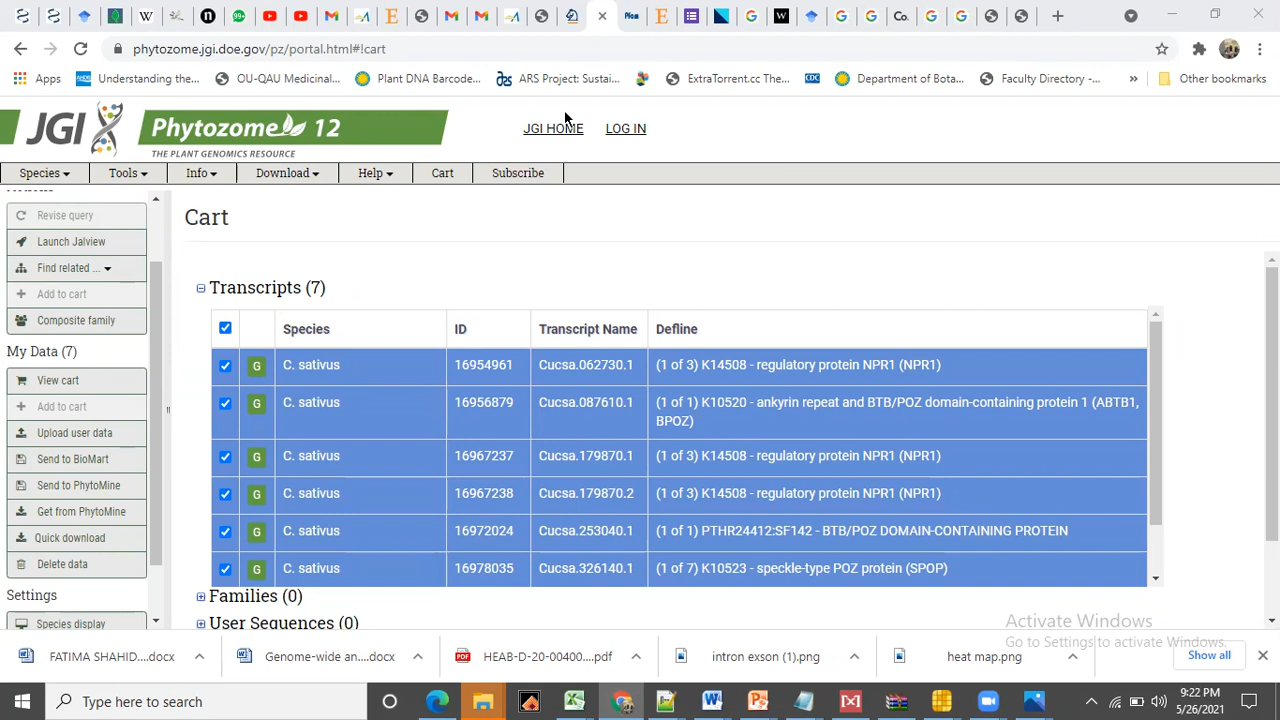 Co.
phytozome.jgi.doe.gov/pz/portal.html#!cart
Apps
Understanding the...
OU-QAU Medicinal...
Plant DNA Barcode...
ARS Project: Sustai...
ExtraTorrent.cc The...
CDC
Department of Bota...
Faculty Directory -...
»
Other bookmarks
JGI
Phytozome 12
THE PLANT GENOMICS RESOURCE
JGI HOME
LOG IN
Species
Tools
Info
Download
Help
Cart
Subscribe
Revise query
Launch Jalview
Find related ...
Add to cart
Composite family
My Data (7)
View cart
Add to cart
Upload user data
Send to BioMart
Send to PhytoMine
Get from PhytoMine
Quick download
Delete data
Settings
Species display
Cart
Transcripts (7)
Species ID Transcript Name Defline
G C. sativus 16954961 Cucsa.062730.1 (1 of 3) K14508 - regulatory protein NPR1 (NPR1)
G C. sativus 16956879 Cucsa.087610.1 (1 of 1) K10520 - ankyrin repeat and BTB/POZ domain-containing protein 1 (ABTB1,
BPOZ)
G C. sativus 16967237 Cucsa.179870.1 (1 of 3) K14508 - regulatory protein NPR1 (NPR1)
G C. sativus 16967238 Cucsa.179870.2 (1 of 3) K14508 - regulatory protein NPR1 (NPR1)
G C. sativus 16972024 Cucsa.253040.1 (1 of 1) PTHR24412:SF142 - BTB/POZ DOMAIN-CONTAINING PROTEIN
G C. sativus 16978035 Cucsa.326140.1 (1 of 7) K10523 - speckle-type POZ protein (SPOP)
Families (0)
User Sequences (0)
Activate Windows
Go to Settings to activate Windows.
FATIMA SHAHID.docx
Genome-wide an....docx
HEAR-D-20-00400....pdf
intron exson (1).png
heat map.png
Show all
Type here to search
9:22 PM
5/26/2021